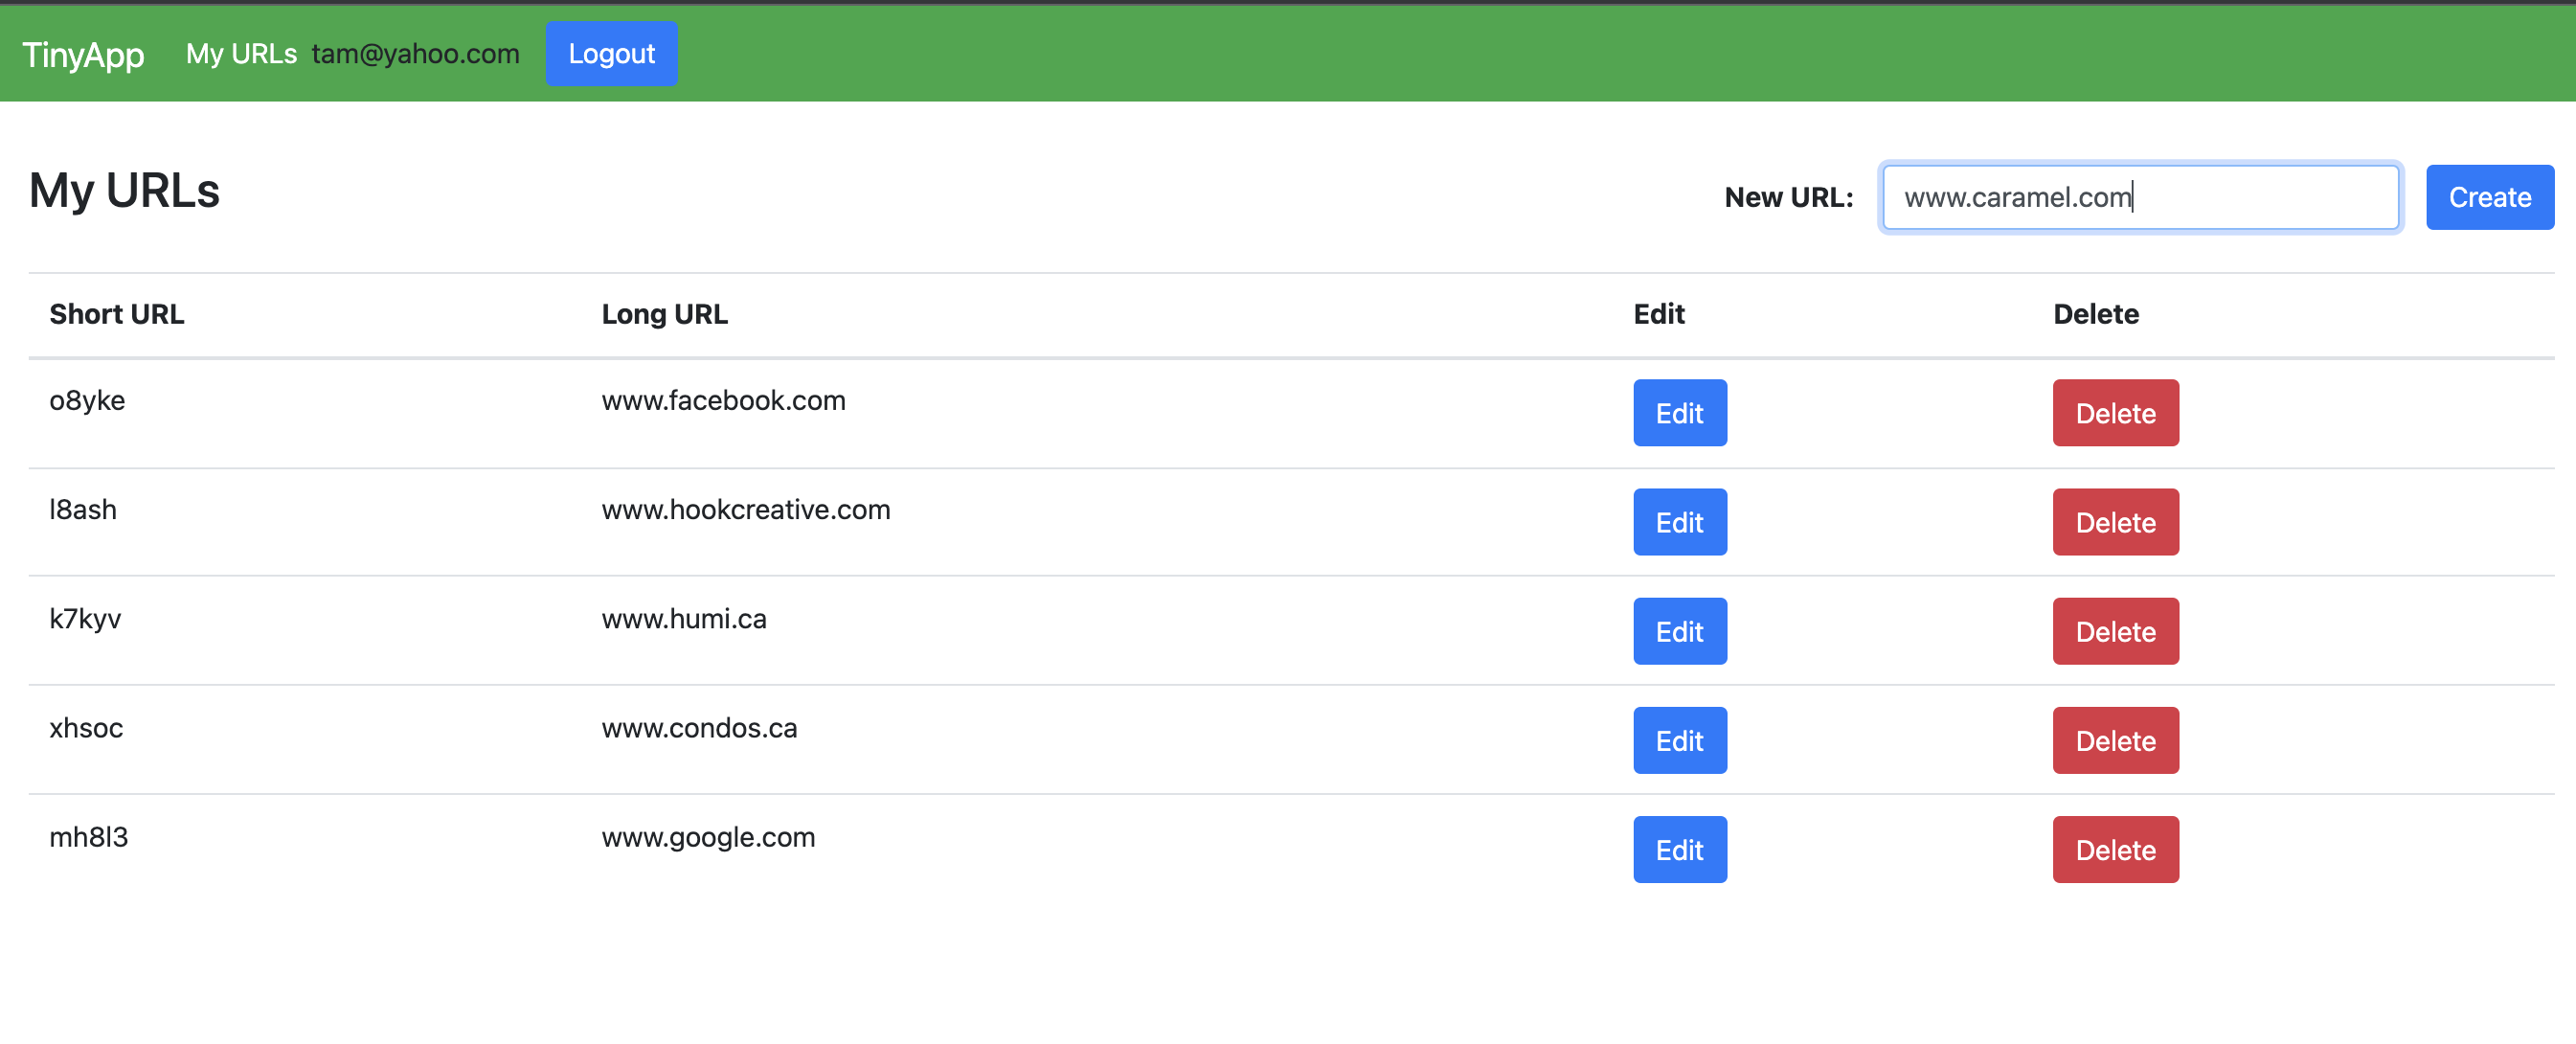 TinyApp My URLs tam@yahoo.com Logout
My URLs New URL: www.caramel.com Create
Short URL Long URL Edit Delete
o8yke www.facebook.com Edit Delete
l8ash www.hookcreative.com Edit Delete
k7kyv www.humi.ca Edit Delete
xhsoc www.condos.ca Edit Delete
mh8l3 www.google.com Edit Delete